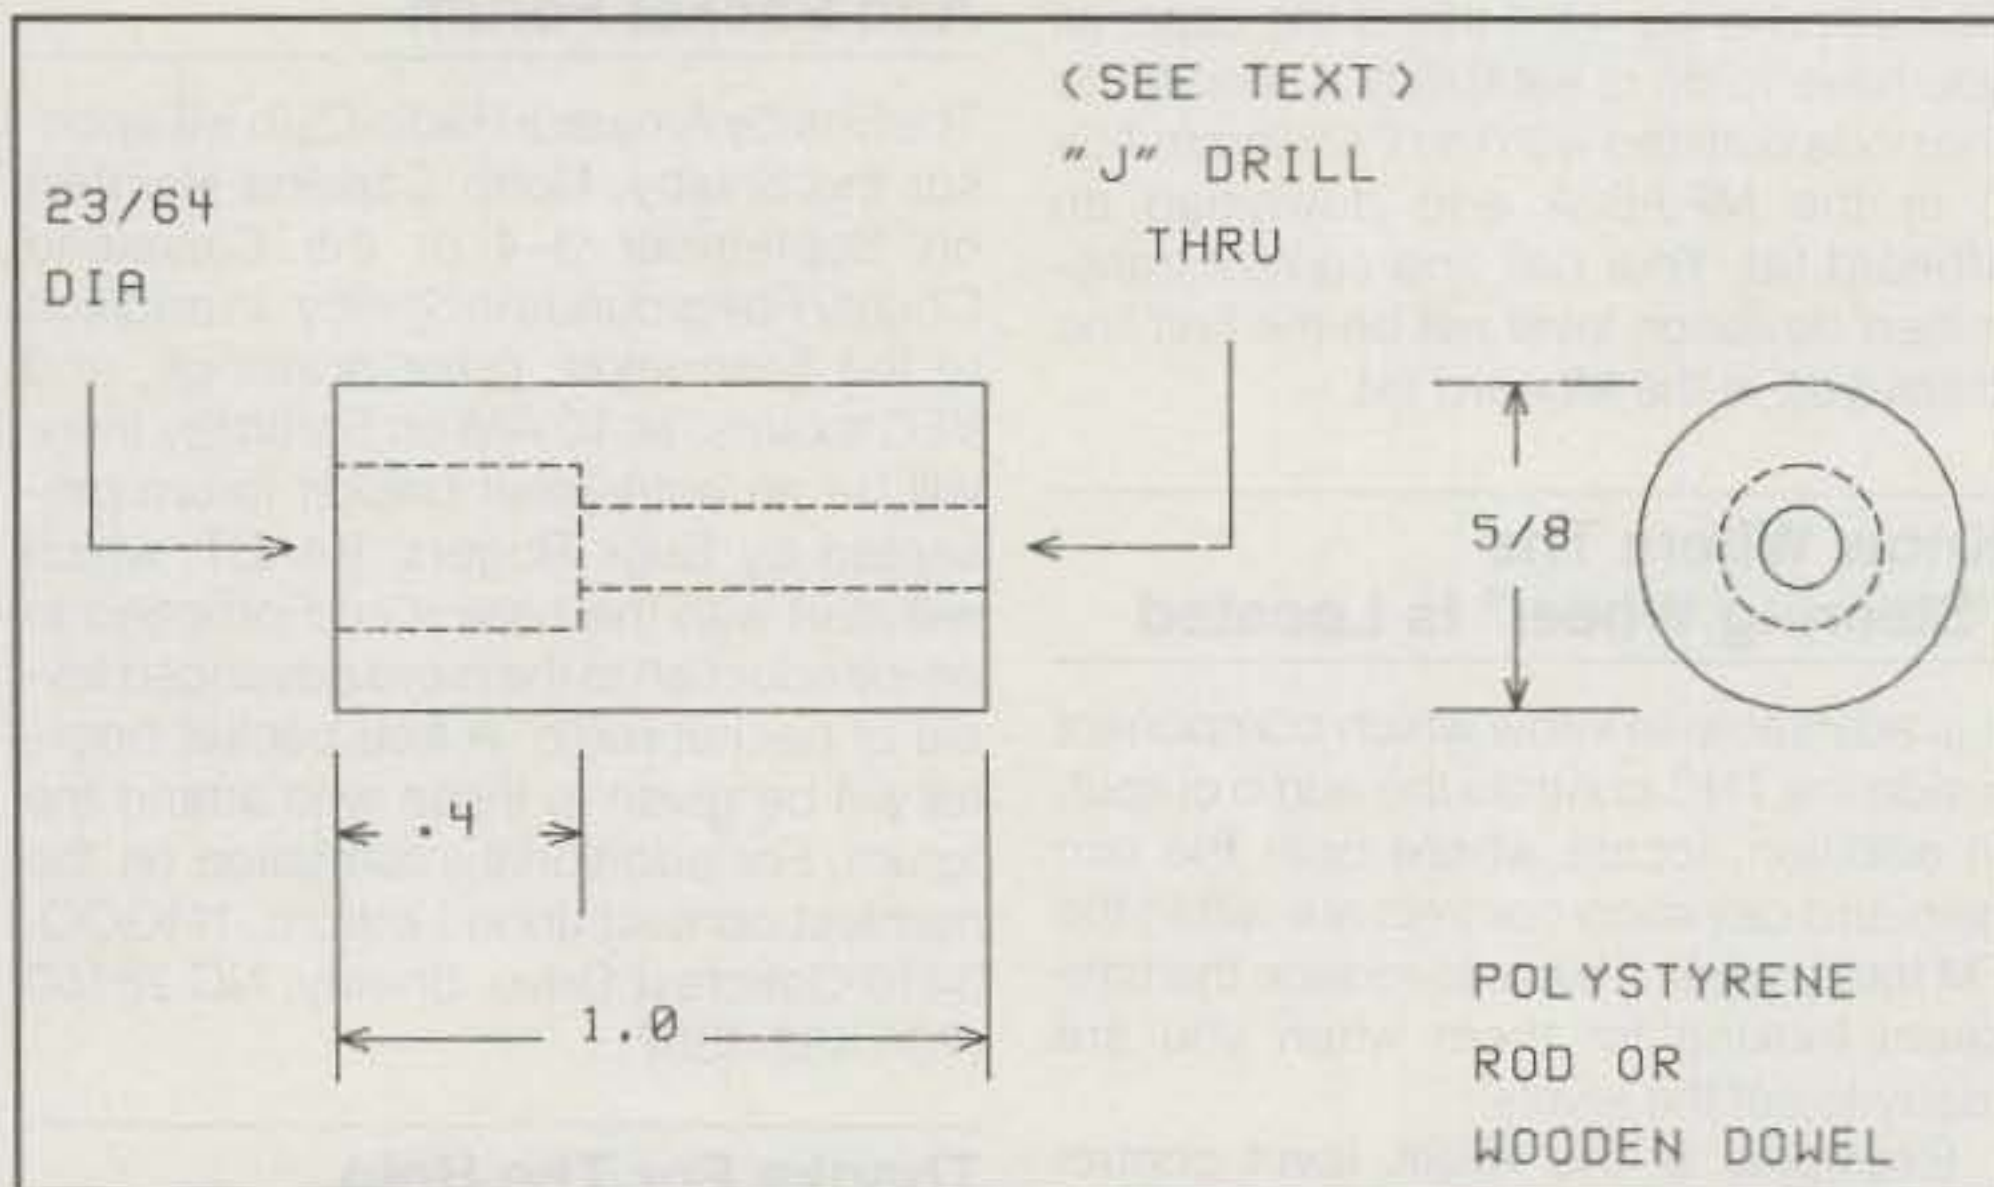 <SEE TEXT>
"J" DRILL
THRU
23/64
DIA
5/8
.4
1.0
POLYSTYRENE
ROD OR
WOODEN DOWEL